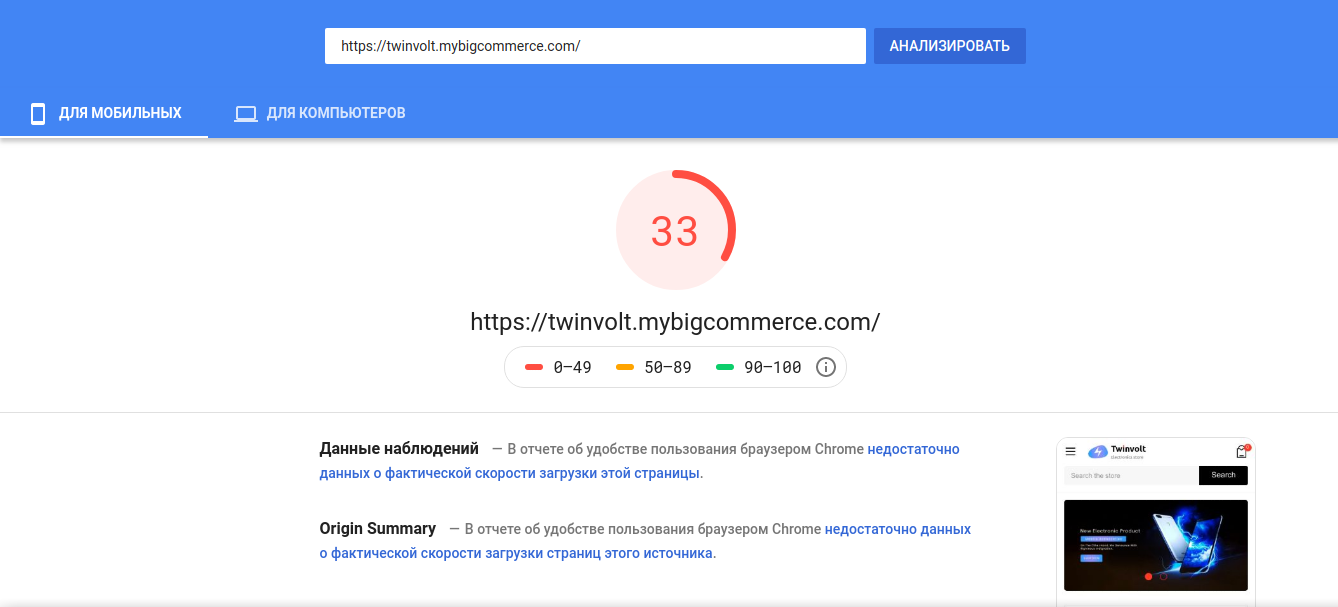 https://twinvolt.mybigcommerce.com/
АНАЛИЗИРОВАТЬ
ДЛЯ МОБИЛЬНЫХ
ДЛЯ КОМПЬЮТЕРОВ
33
https://twinvolt.mybigcommerce.com/
0–49 50–89 90–100
Данные наблюдений — В отчете об удобстве пользования браузером Chrome недостаточно
данных о фактической скорости загрузки этой страницы.
Origin Summary — В отчете об удобстве пользования браузером Chrome недостаточно данных
о фактической скорости загрузки страниц этого источника.
Twinvolt
Search the store
Search
New Electronic Product